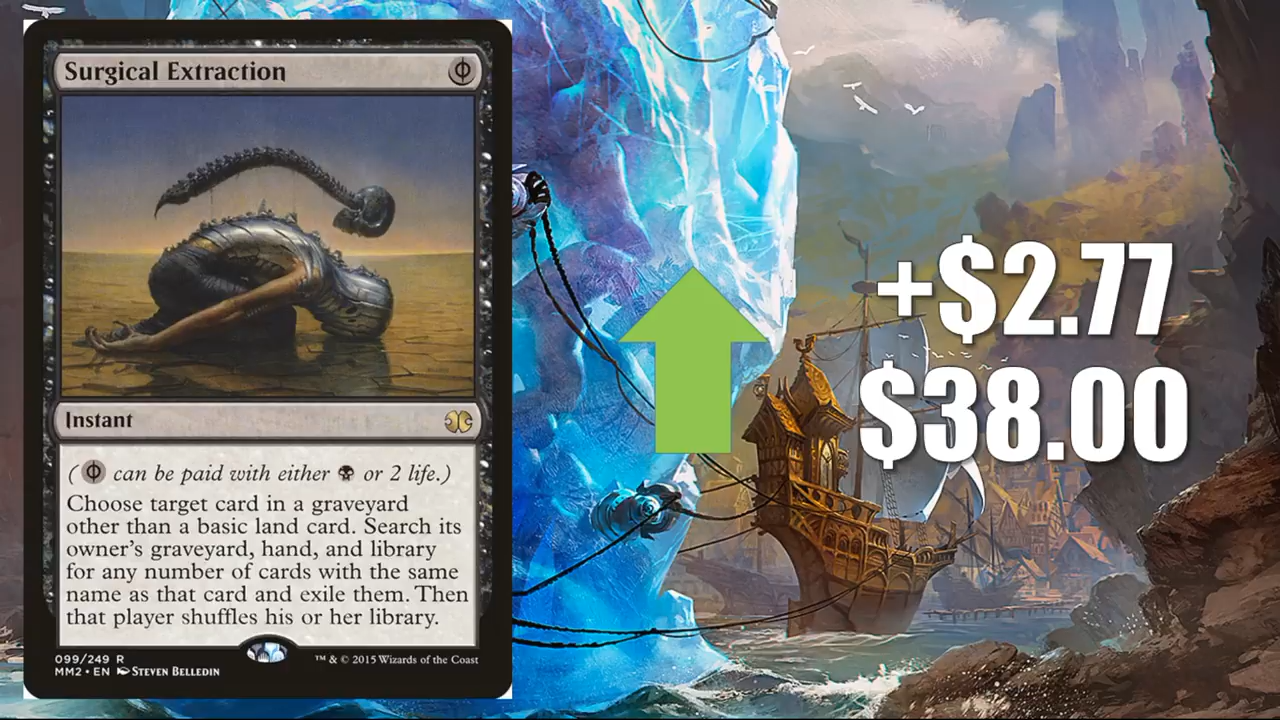 Surgical Extraction
Instant
( can be paid with either or 2 life.)
Choose target card in a graveyard
other than a basic land card. Search its
owner's graveyard, hand, and library
for any number of cards with the same
name as that card and exile them. Then
that player shuffles his or her library.
099/249 R
MM2 • EN Steven Belledin
™ & © 2015 Wizards of the Coast
+$2.77
$38.00